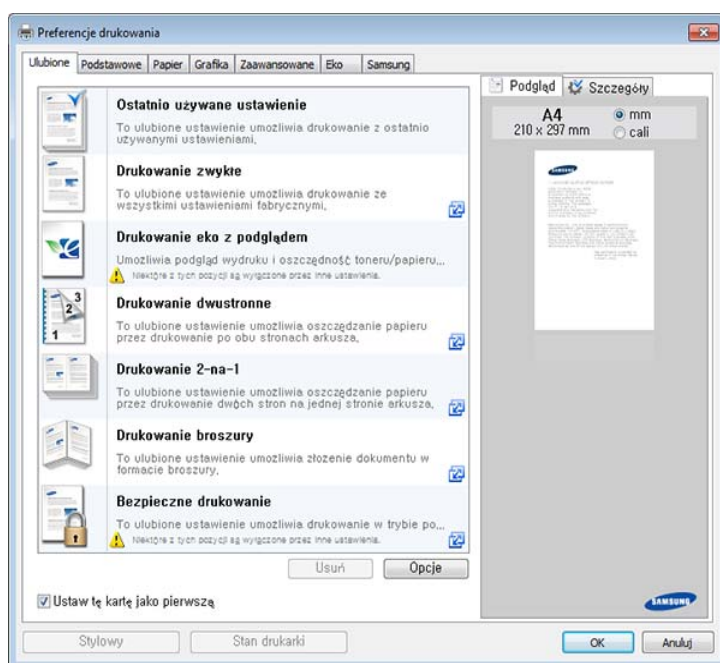 Preferencje drukowania
Ulubione Podstawowe Papier Grafika Zaawansowane Eko Samsung
Ostatnio używane ustawienie
To ulubione ustawienie umożliwia drukowanie z ostatnio
używanymi ustawieniami.
Drukowanie zwykłe
To ulubione ustawienie umożliwia drukowanie ze
wszystkimi ustawieniami fabrycznymi.
Drukowanie eko z podglądem
Umożliwia podgląd wydruku i oszczędność toneru/papieru...
Niektóre z tych pozycji są wyłączone przez inne ustawienia.
Drukowanie dwustronne
To ulubione ustawienie umożliwia oszczędzanie papieru
przez drukowanie po obu stronach arkusza.
1 2 3
Drukowanie 2-na-1
To ulubione ustawienie umożliwia oszczędzanie papieru
przez drukowanie dwóch stron na jednej stronie arkusza.
Drukowanie broszury
To ulubione ustawienie umożliwia złożenie dokumentu w
formacie broszury.
Bezpieczne drukowanie
To ulubione ustawienie umożliwia drukowanie w trybie po...
Niektóre z tych pozycji są wyłączone przez inne ustawienia.
Usuń Opcje
Ustaw tę kartę jako pierwszą
Podgląd Szczegóły
A4
210 x 297 mm
mm
cali
SAMSUNG
SAMSUNG
Stylowy Stan drukarki OK Anuluj